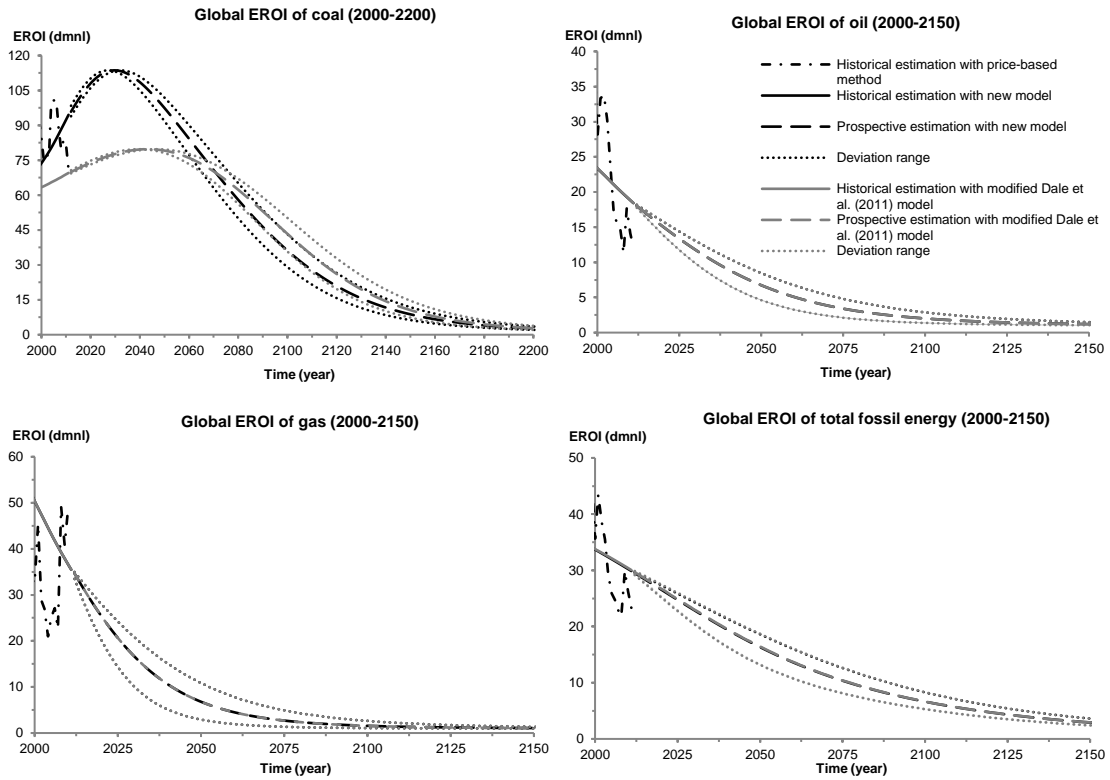 Global EROI of coal (2000-2200)
EROI (dmnl)
120
105
90
75
60
45
30
15
0
2000 2020 2040 2060 2080 2100 2120 2140 2160 2180 2200
Time (year)
Global EROI of oil (2000-2150)
EROI (dmnl)
40
35
30
25
20
15
10
5
0
2000 2025 2050 2075 2100 2125 2150
Time (year)
Historical estimation with price-based
method
Historical estimation with new model
Prospective estimation with new model
Deviation range
Historical estimation with modified Dale
et al. (2011) model
Prospective estimation with modified Dale et
al. (2011) model
Deviation range
Global EROI of gas (2000-2150)
EROI (dmnl)
60
50
40
30
20
10
0
2000 2025 2050 2075 2100 2125 2150
Time (year)
Global EROI of total fossil energy (2000-2150)
EROI (dmnl)
50
40
30
20
10
0
2000 2025 2050 2075 2100 2125 2150
Time (year)